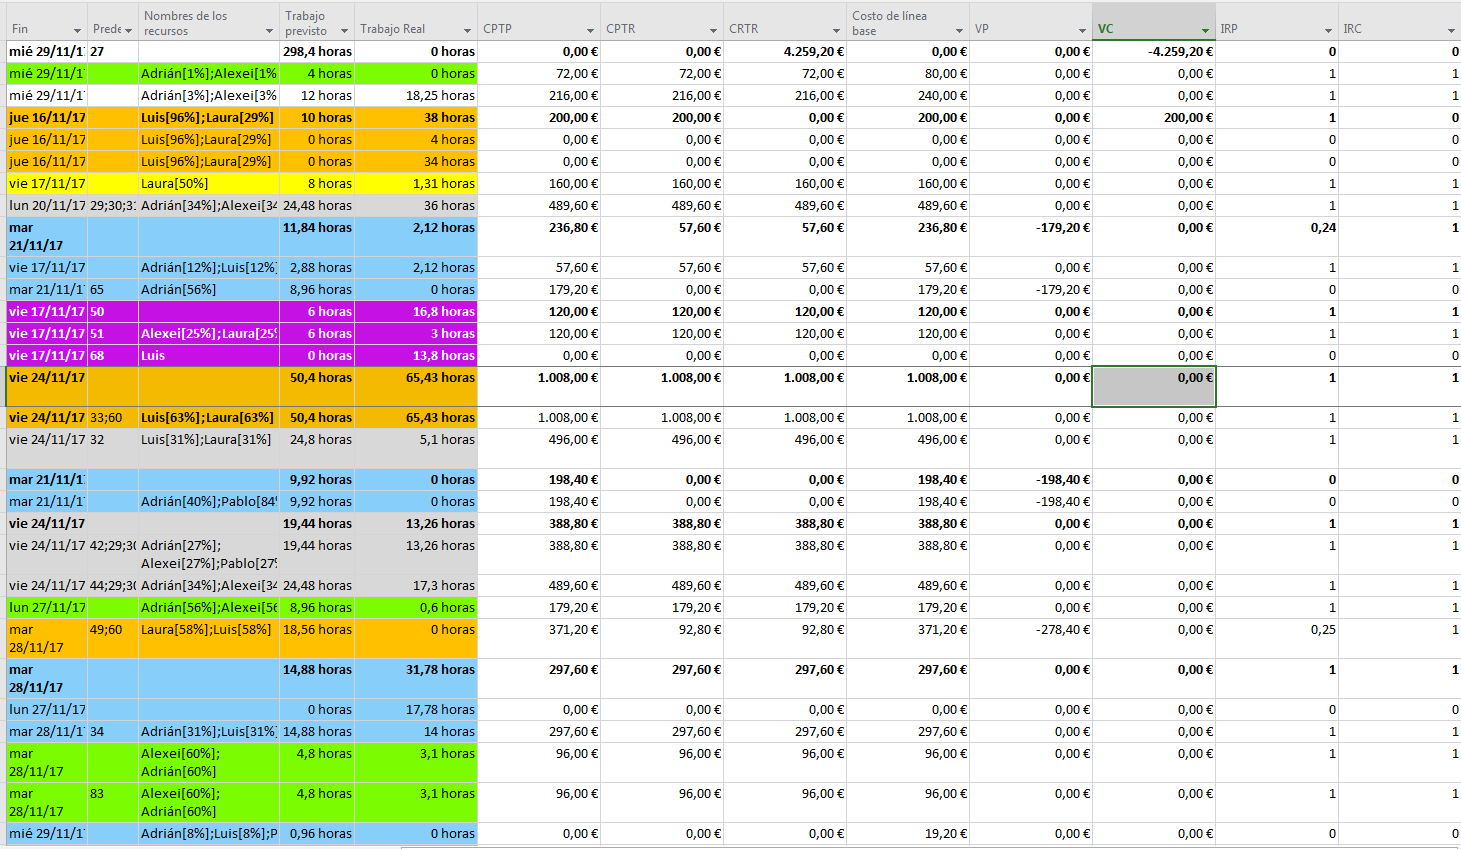 Fin Prede Nombres de los recursos Trabajo previsto Trabajo Real CPTP CPTR CRTR Costo de línea base VP VC IRP IRC
mié 29/11/1 27 298,4 horas 0 horas 0,00 € 0,00 € 4.259,20 € 0,00 € 0,00 € -4.259,20 € 0 0
mié 29/11/1 Adrián[1%];Alexei[1% 4 horas 0 horas 72,00 € 72,00 € 72,00 € 80,00 € 0,00 € 0,00 € 1 1
mié 29/11/1 Adrián[3%];Alexei[3% 12 horas 18,25 horas 216,00 € 216,00 € 216,00 € 240,00 € 0,00 € 0,00 € 1 1
jue 16/11/17 Luis[96%];Laura[29%] 10 horas 38 horas 200,00 € 200,00 € 0,00 € 200,00 € 0,00 € 200,00 € 1 0
jue 16/11/17 Luis[96%];Laura[29%] 0 horas 4 horas 0,00 € 0,00 € 0,00 € 0,00 € 0,00 € 0,00 € 0 0
jue 16/11/17 Luis[96%];Laura[29%] 0 horas 34 horas 0,00 € 0,00 € 0,00 € 0,00 € 0,00 € 0,00 € 0 0
vie 17/11/17 Laura[50%] 8 horas 1,31 horas 160,00 € 160,00 € 160,00 € 160,00 € 0,00 € 0,00 € 1 1
lun 20/11/17 29;30;31 Adrián[34%];Alexei[34 24,48 horas 36 horas 489,60 € 489,60 € 489,60 € 489,60 € 0,00 € 0,00 € 1 1
mar 21/11/17 11,84 horas 2,12 horas 236,80 € 57,60 € 57,60 € 236,80 € -179,20 € 0,00 € 0,24 1
vie 17/11/17 Adrián[12%];Luis[12%] 2,88 horas 2,12 horas 57,60 € 57,60 € 57,60 € 57,60 € 0,00 € 0,00 € 1 1
mar 21/11/1 65 Adrián[56%] 8,96 horas 0 horas 179,20 € 0,00 € 0,00 € 179,20 € -179,20 € 0,00 € 0 0
vie 17/11/17 50 6 horas 16,8 horas 120,00 € 120,00 € 120,00 € 120,00 € 0,00 € 0,00 € 1 1
vie 17/11/17 51 Alexei[25%];Laura[25% 6 horas 3 horas 120,00 € 120,00 € 120,00 € 120,00 € 0,00 € 0,00 € 1 1
vie 17/11/17 68 Luis 0 horas 13,8 horas 0,00 € 0,00 € 0,00 € 0,00 € 0,00 € 0,00 € 0 0
vie 24/11/17 50,4 horas 65,43 horas 1.008,00 € 1.008,00 € 1.008,00 € 1.008,00 € 0,00 € 0,00 € 1 1
vie 24/11/17 33;60 Luis[63%];Laura[63%] 50,4 horas 65,43 horas 1.008,00 € 1.008,00 € 1.008,00 € 1.008,00 € 0,00 € 0,00 € 1 1
vie 24/11/17 32 Luis[31%];Laura[31%] 24,8 horas 5,1 horas 496,00 € 496,00 € 496,00 € 496,00 € 0,00 € 0,00 € 1 1
mar 21/11/1 9,92 horas 0 horas 198,40 € 0,00 € 0,00 € 198,40 € -198,40 € 0,00 € 0 0
mar 21/11/1 Adrián[40%];Pablo[84% 9,92 horas 0 horas 198,40 € 0,00 € 0,00 € 198,40 € -198,40 € 0,00 € 0 0
vie 24/11/17 19,44 horas 13,26 horas 388,80 € 388,80 € 388,80 € 388,80 € 0,00 € 0,00 € 1 1
vie 24/11/17 42;29;30 Adrián[27%]; Alexei[27%];Pablo[27% 19,44 horas 13,26 horas 388,80 € 388,80 € 388,80 € 388,80 € 0,00 € 0,00 € 1 1
vie 24/11/17 44;29;30 Adrián[34%];Alexei[34 24,48 horas 17,3 horas 489,60 € 489,60 € 489,60 € 489,60 € 0,00 € 0,00 € 1 1
lun 27/11/17 Adrián[56%];Alexei[56 8,96 horas 0,6 horas 179,20 € 179,20 € 179,20 € 179,20 € 0,00 € 0,00 € 1 1
mar 28/11/17 49;60 Laura[58%];Luis[58%] 18,56 horas 0 horas 371,20 € 92,80 € 92,80 € 371,20 € -278,40 € 0,00 € 0,25 1
mar 28/11/17 14,88 horas 31,78 horas 297,60 € 297,60 € 297,60 € 297,60 € 0,00 € 0,00 € 1 1
lun 27/11/17 0 horas 17,78 horas 0,00 € 0,00 € 0,00 € 0,00 € 0,00 € 0,00 € 0 0
mar 28/11/1 34 Adrián[31%];Luis[31%] 14,88 horas 14 horas 297,60 € 297,60 € 297,60 € 297,60 € 0,00 € 0,00 € 1 1
mar 28/11/17 Alexei[60%]; Adrián[60%] 4,8 horas 3,1 horas 96,00 € 96,00 € 96,00 € 96,00 € 0,00 € 0,00 € 1 1
mar 28/11/17 83 Alexei[60%]; Adrián[60%] 4,8 horas 3,1 horas 96,00 € 96,00 € 96,00 € 96,00 € 0,00 € 0,00 € 1 1
mié 29/11/1 Adrián[8%];Luis[8%];P 0,96 horas 0 horas 0,00 € 0,00 € 0,00 € 19,20 € 0,00 € 0,00 € 0 0